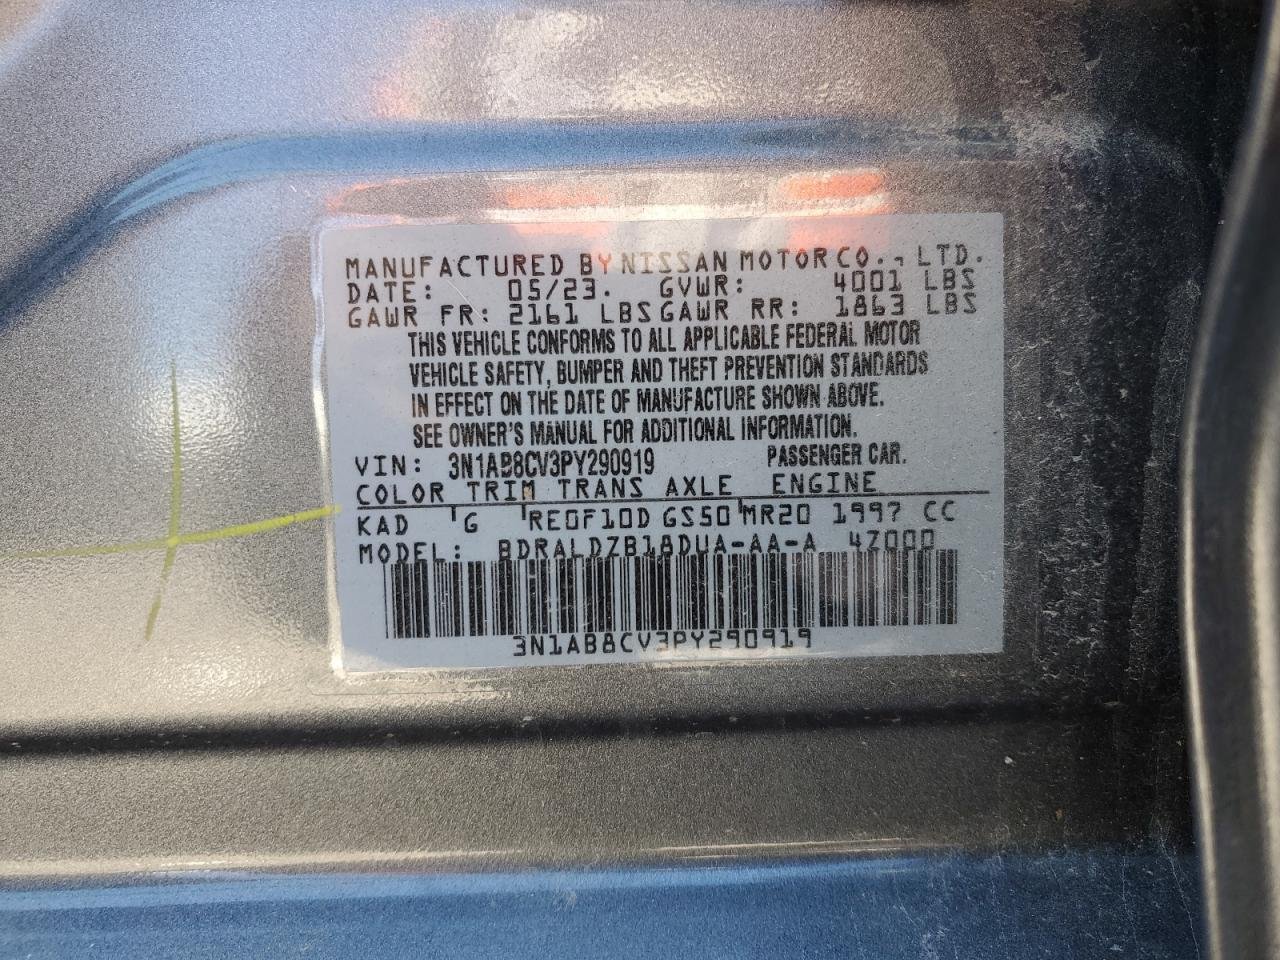 MANUFACTURED BY NISSAN MOTOR CO., LTD.
DATE: 05/23. GVWR: 4001 LBS
GAWR FR: 2161 LBS GAWR RR: 1863 LBS
THIS VEHICLE CONFORMS TO ALL APPLICABLE FEDERAL MOTOR
VEHICLE SAFETY, BUMPER AND THEFT PREVENTION STANDARDS
IN EFFECT ON THE DATE OF MANUFACTURE SHOWN ABOVE.
SEE OWNER'S MANUAL FOR ADDITIONAL INFORMATION.
VIN: 3N1AB8CV3PY290919 PASSENGER CAR.
COLOR TRIM TRANS AXLE ENGINE
KAD G RE0F10D GS50 MR20 1997 CC
MODEL: BDRALDZB18DUA-AA-A 4Z000
3N1AB8CV3PY290919